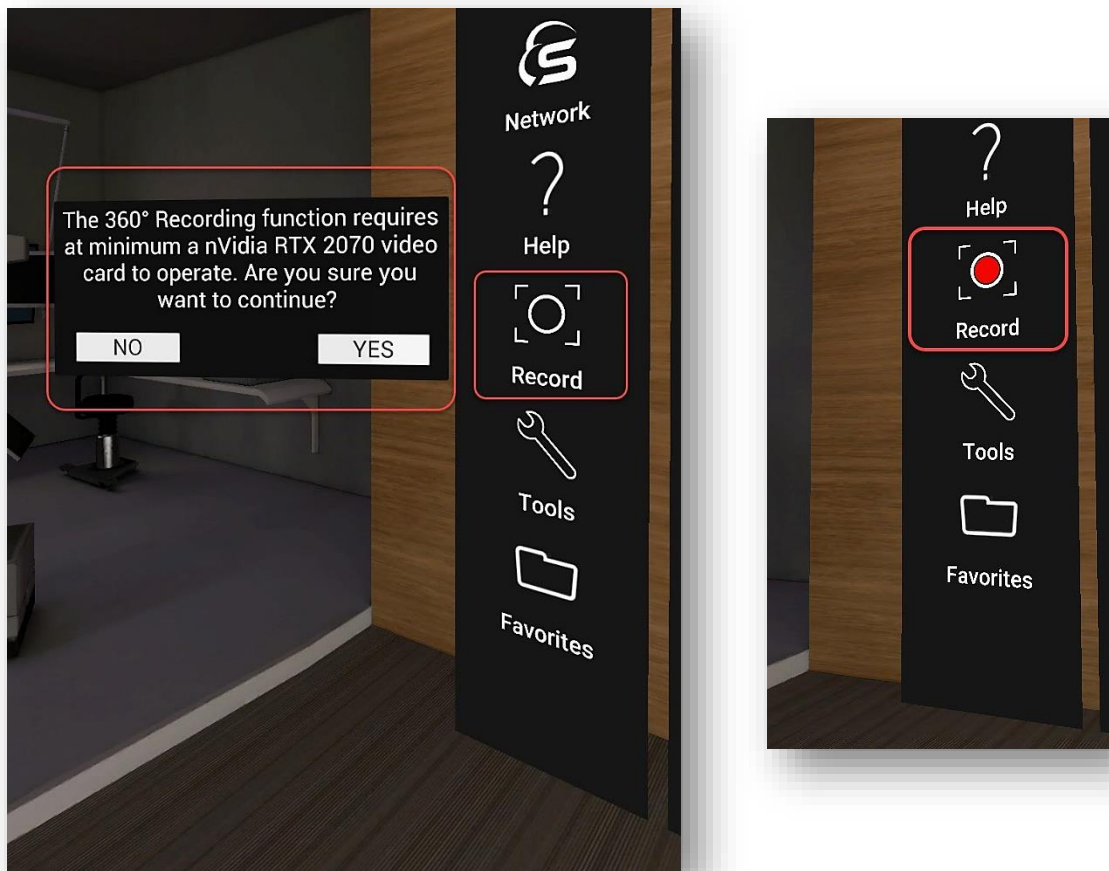 Network
Help
The 360° Recording function requires
at minimum a nVidia RTX 2070 video
card to operate. Are you sure you
want to continue?
NO
YES
Record
Tools
Favorites
Help
Record
Tools
Favorites